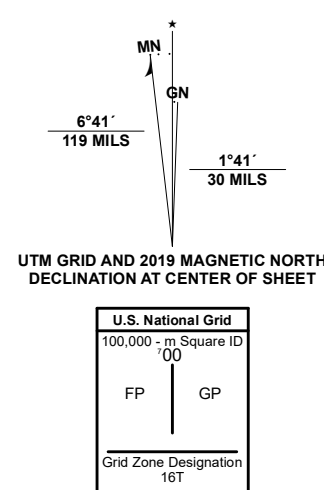 ★
MN
GN
6°41´
119 MILS
1°41´
30 MILS
UTM GRID AND 2019 MAGNETIC NORTH
DECLINATION AT CENTER OF SHEET
U.S. National Grid
100,000 - m Square ID
⁷00
FP GP
Grid Zone Designation
16T